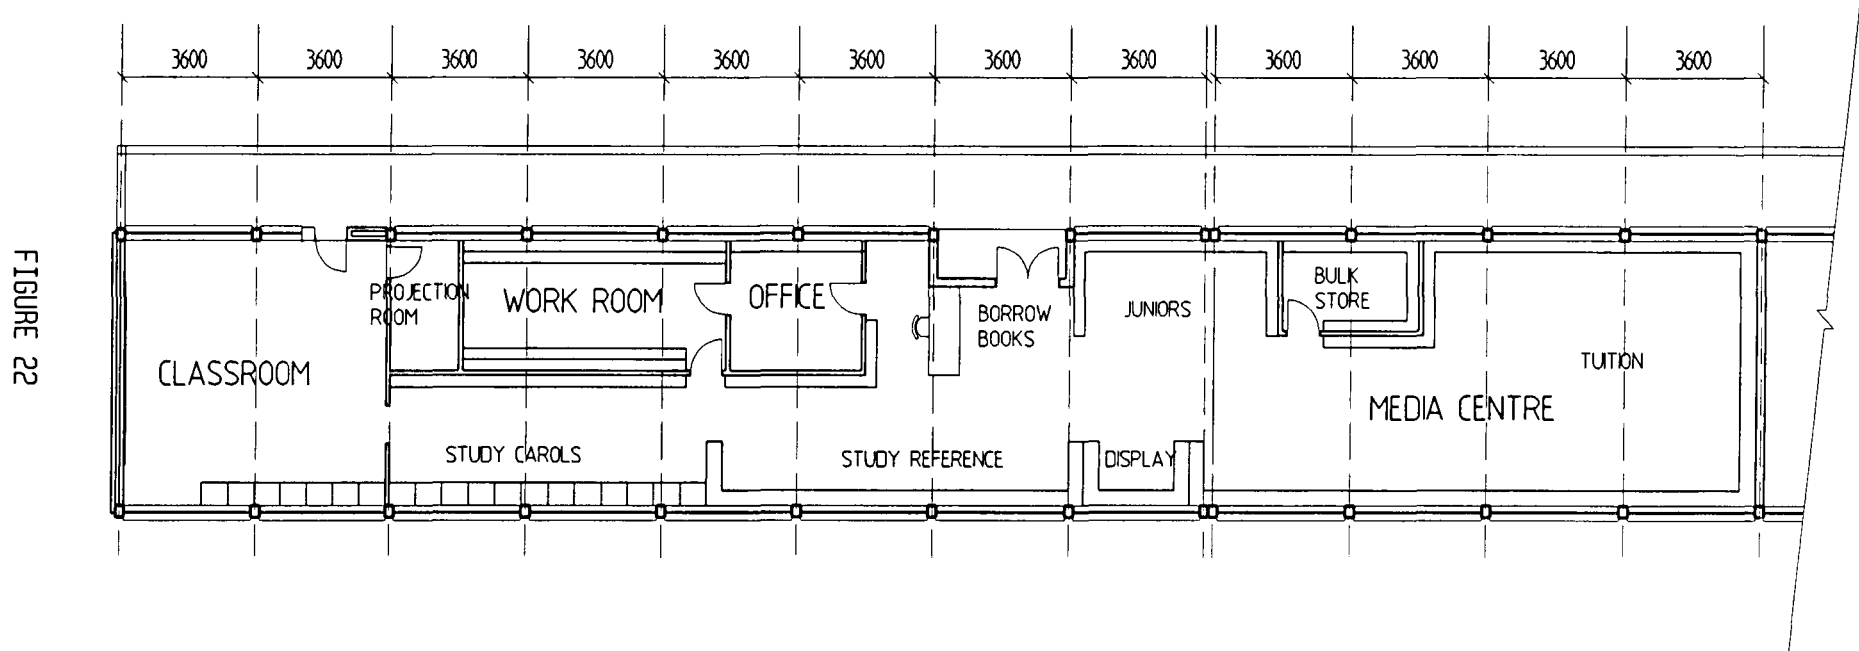 3600 3600 3600 3600 3600 3600 3600 3600 3600 3600 3600 3600
PROJECTION
ROOM
WORK ROOM
OFFICE
BORROW
BOOKS
JUNIORS
BULK
STORE
TUITION
CLASSROOM
MEDIA CENTRE
STUDY CAROLS
STUDY REFERENCE
DISPLAY
FIGURE 22